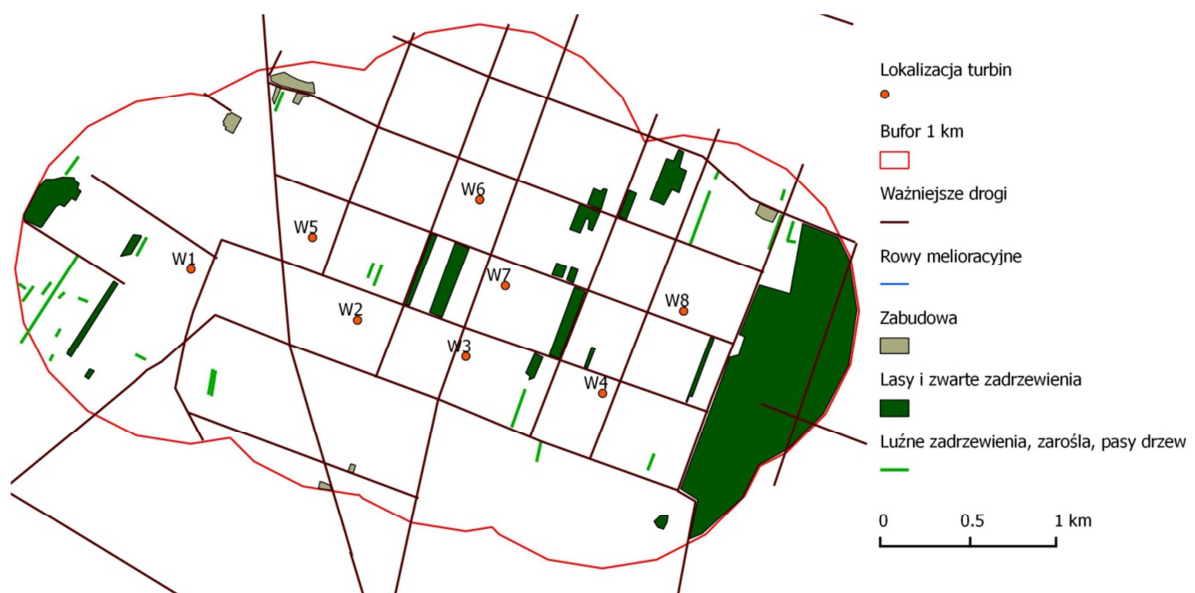 W6
W5
W1
W7
W8
W2
W3
W4
Lokalizacja turbin
Bufor 1 km
Ważniejsze drogi
Rowy melioracyjne
Zabudowa
Lasy i zwarte zadrzewienia
Luźne zadrzewienia, zarośla, pasy drzew
0 0.5 1 km